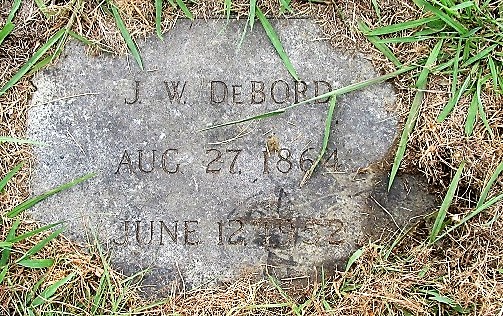 J. W. DEBORD
AUG. 27, 1864
JUNE 12,